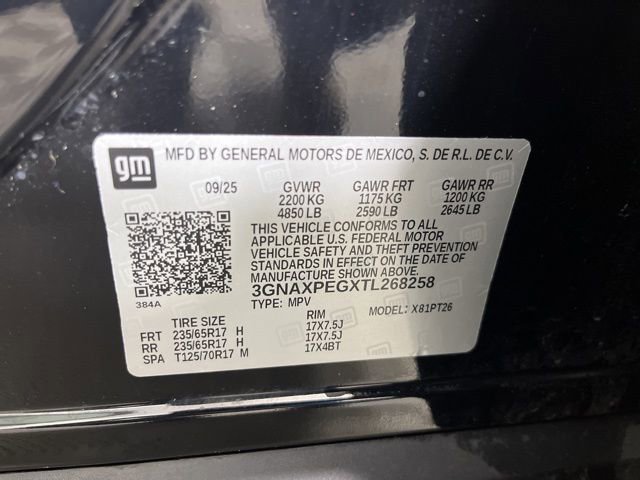 gm MFD BY GENERAL MOTORS DE MEXICO, S. DE R.L. DE C.V.
09/25 GVWR GAWR FRT GAWR RR
2200 KG 1175 KG 1200 KG
4850 LB 2590 LB 2645 LB
THIS VEHICLE CONFORMS TO ALL
APPLICABLE U.S. FEDERAL MOTOR
VEHICLE SAFETY AND THEFT PREVENTION
STANDARDS IN EFFECT ON THE DATE OF
MANUFACTURE SHOWN ABOVE.
3GNAXPEGXTL268258
384A TYPE: MPV MODEL: X81PT26
TIRE SIZE RIM
FRT 235/65R17 H 17X7.5J
RR 235/65R17 H 17X7.5J
SPA T125/70R17 M 17X4BT